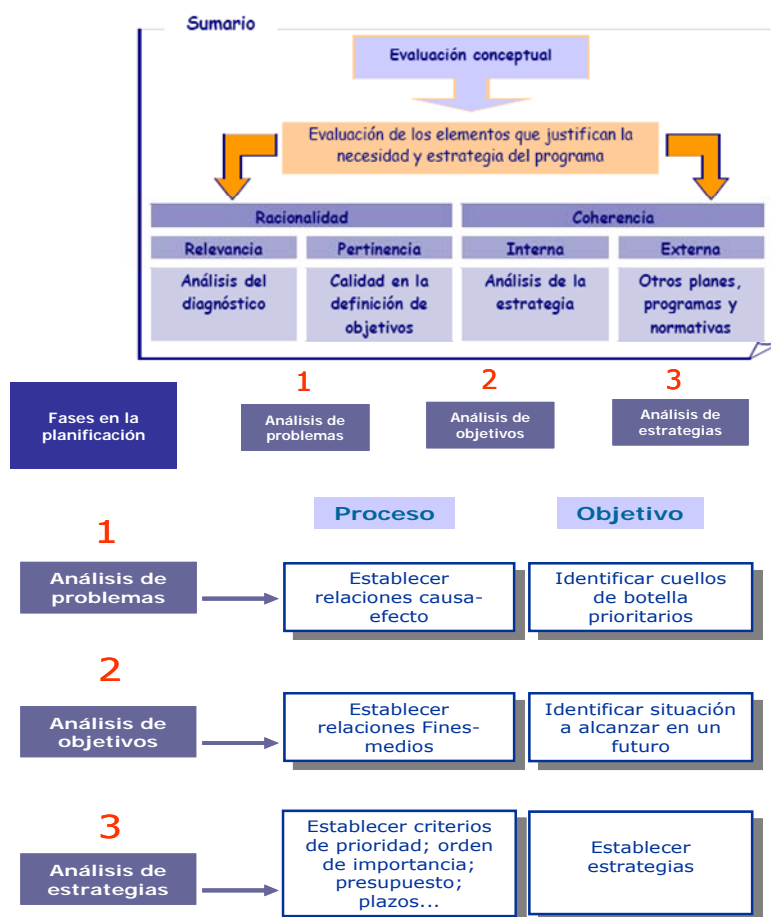 Sumario
Evaluación conceptual
Evaluación de los elementos que justifican la
necesidad y estrategia del programa
Racionalidad
Coherencia
Relevancia
Pertinencia
Interna
Externa
Análisis del
diagnóstico
Calidad en la
definición de
objetivos
Análisis de la
estrategia
Otros planes,
programas y
normativas
1
2
3
Fases en la
planificación
Análisis de
problemas
Análisis de
objetivos
Análisis de
estrategias
Proceso
Objetivo
1
Análisis de
problemas
Establecer
relaciones causa-
efecto
Identificar cuellos
de botella
prioritarios
2
Análisis de
objetivos
Establecer
relaciones Fines-
medios
Identificar situación
a alcanzar en un
futuro
3
Análisis de
estrategias
Establecer criterios
de prioridad; orden
de importancia;
presupuesto;
plazos...
Establecer
estrategias